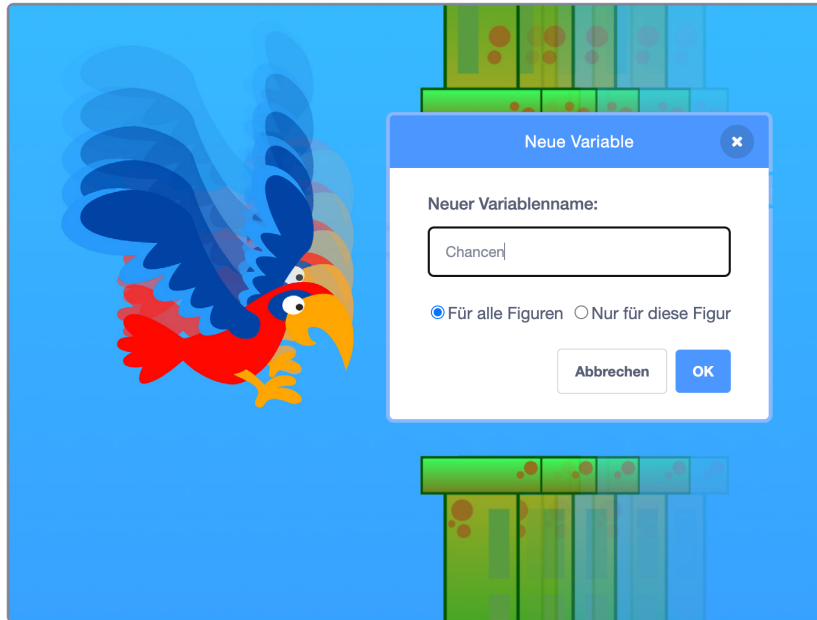 Neue Variable
Neuer Variablenname:
Chancen
Für alle Figuren Nur für diese Figur
Abbrechen OK